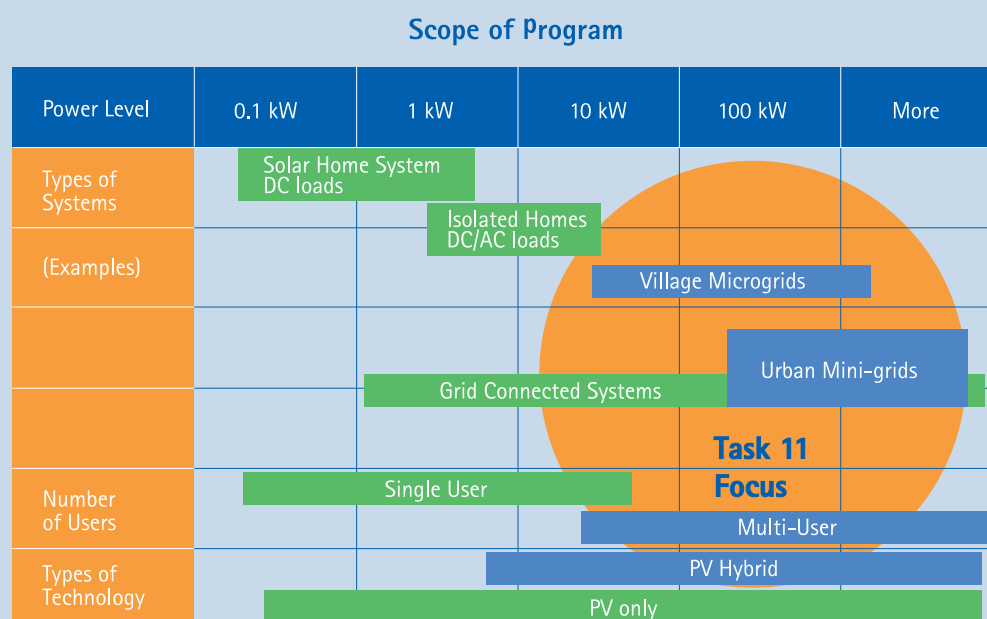 Scope of Program
Power Level
0.1 kW
1 kW
10 kW
100 kW
More
Types of
Systems
Solar Home System
DC loads
Isolated Homes
DC/AC loads
(Examples)
Village Microgrids
Urban Mini-grids
Grid Connected Systems
Task 11
Focus
Number
of Users
Single User
Multi-User
Types of
Technology
PV Hybrid
PV only